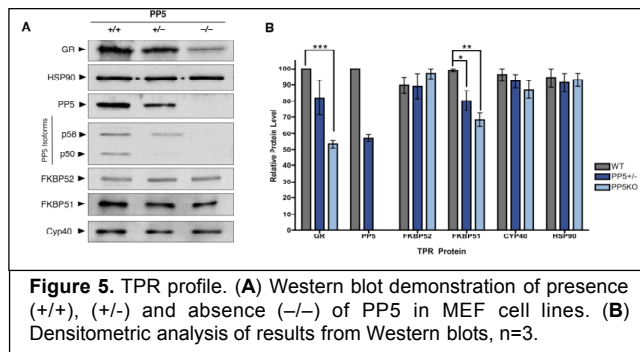 A
PP5
+/+ +/– –/–
GR
HSP90
PP5
PP5 Isoforms
p58
p50
FKBP52
FKBP51
Cyp40
B
Relative Protein Level
100
90
80
70
60
50
40
30
20
10
0
***
**
*
GR PP5 FKBP52 FKBP51 CYP40 HSP90
TPR Protein
WT
PP5+/-
PP5KO
Figure 5. TPR profile. (A) Western blot demonstration of presence
(+/+), (+/-) and absence (–/–) of PP5 in MEF cell lines. (B)
Densitometric analysis of results from Western blots, n=3.